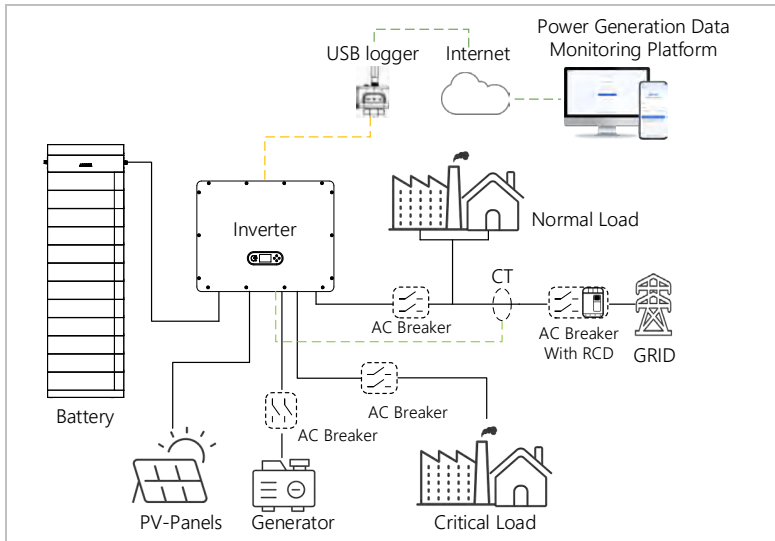 Power Generation Data
Monitoring Platform
USB logger
Internet
Inverter
Normal Load
CT
AC Breaker
AC Breaker
With RCD
GRID
Battery
AC Breaker
AC Breaker
PV-Panels
Generator
Critical Load